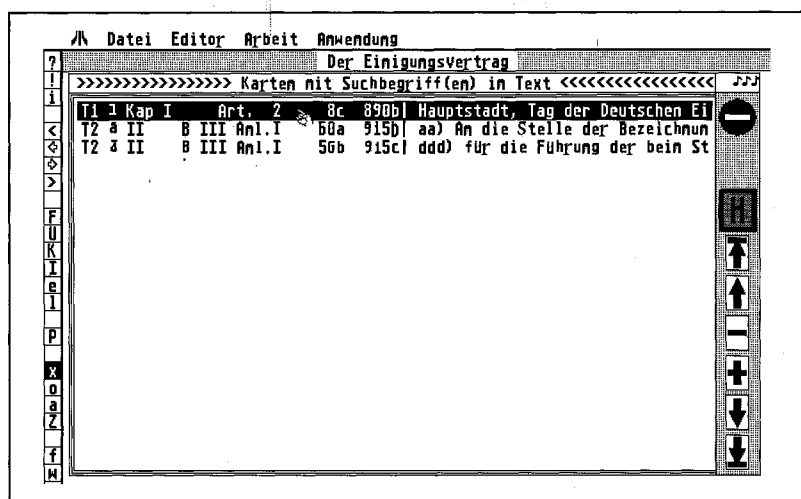 Datei Editor Arbeit Anwendung
Der Einigungsvertrag
>>>>>>>>>>>>>>>>> Karten mit Suchbegriff(en) in Text <<<<<<<<<<<<<<<<<
T1 Kap I Art. 2 8c 890b| Hauptstadt, Tag der Deutschen Ei
T2 a II B III Anl.I 60a 915b| aa) An die Stelle der Bezeichnun
T2 II B III Anl.I 56b 915c| ddd) für die Führung der beim St
?
!
i
<
>
F
U
K
I
e
l
p
x
o
a
Z
f
w